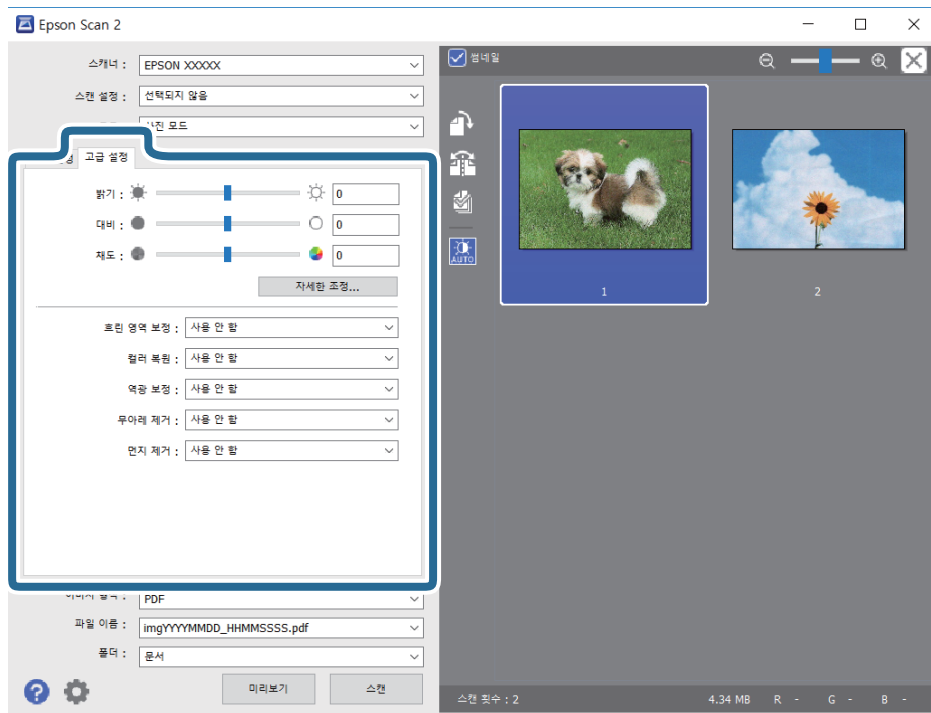 Epson Scan 2
스캐너 : EPSON XXXXX
스캔 설정 : 선택되지 않음
사진 모드
고급 설정
밝기 : 0
대비 : 0
채도 : 0
자세한 조정...
흐린 영역 보정 : 사용 안 함
컬러 복원 : 사용 안 함
역광 보정 : 사용 안 함
무아레 제거 : 사용 안 함
먼지 제거 : 사용 안 함
PDF
파일 이름 : imgYYYYMMDD_HHMMSSSS.pdf
폴더 : 문서
미리보기 스캔
썸네일
AUTO
1 2
스캔 횟수 : 2 4.34 MB R - G - B -